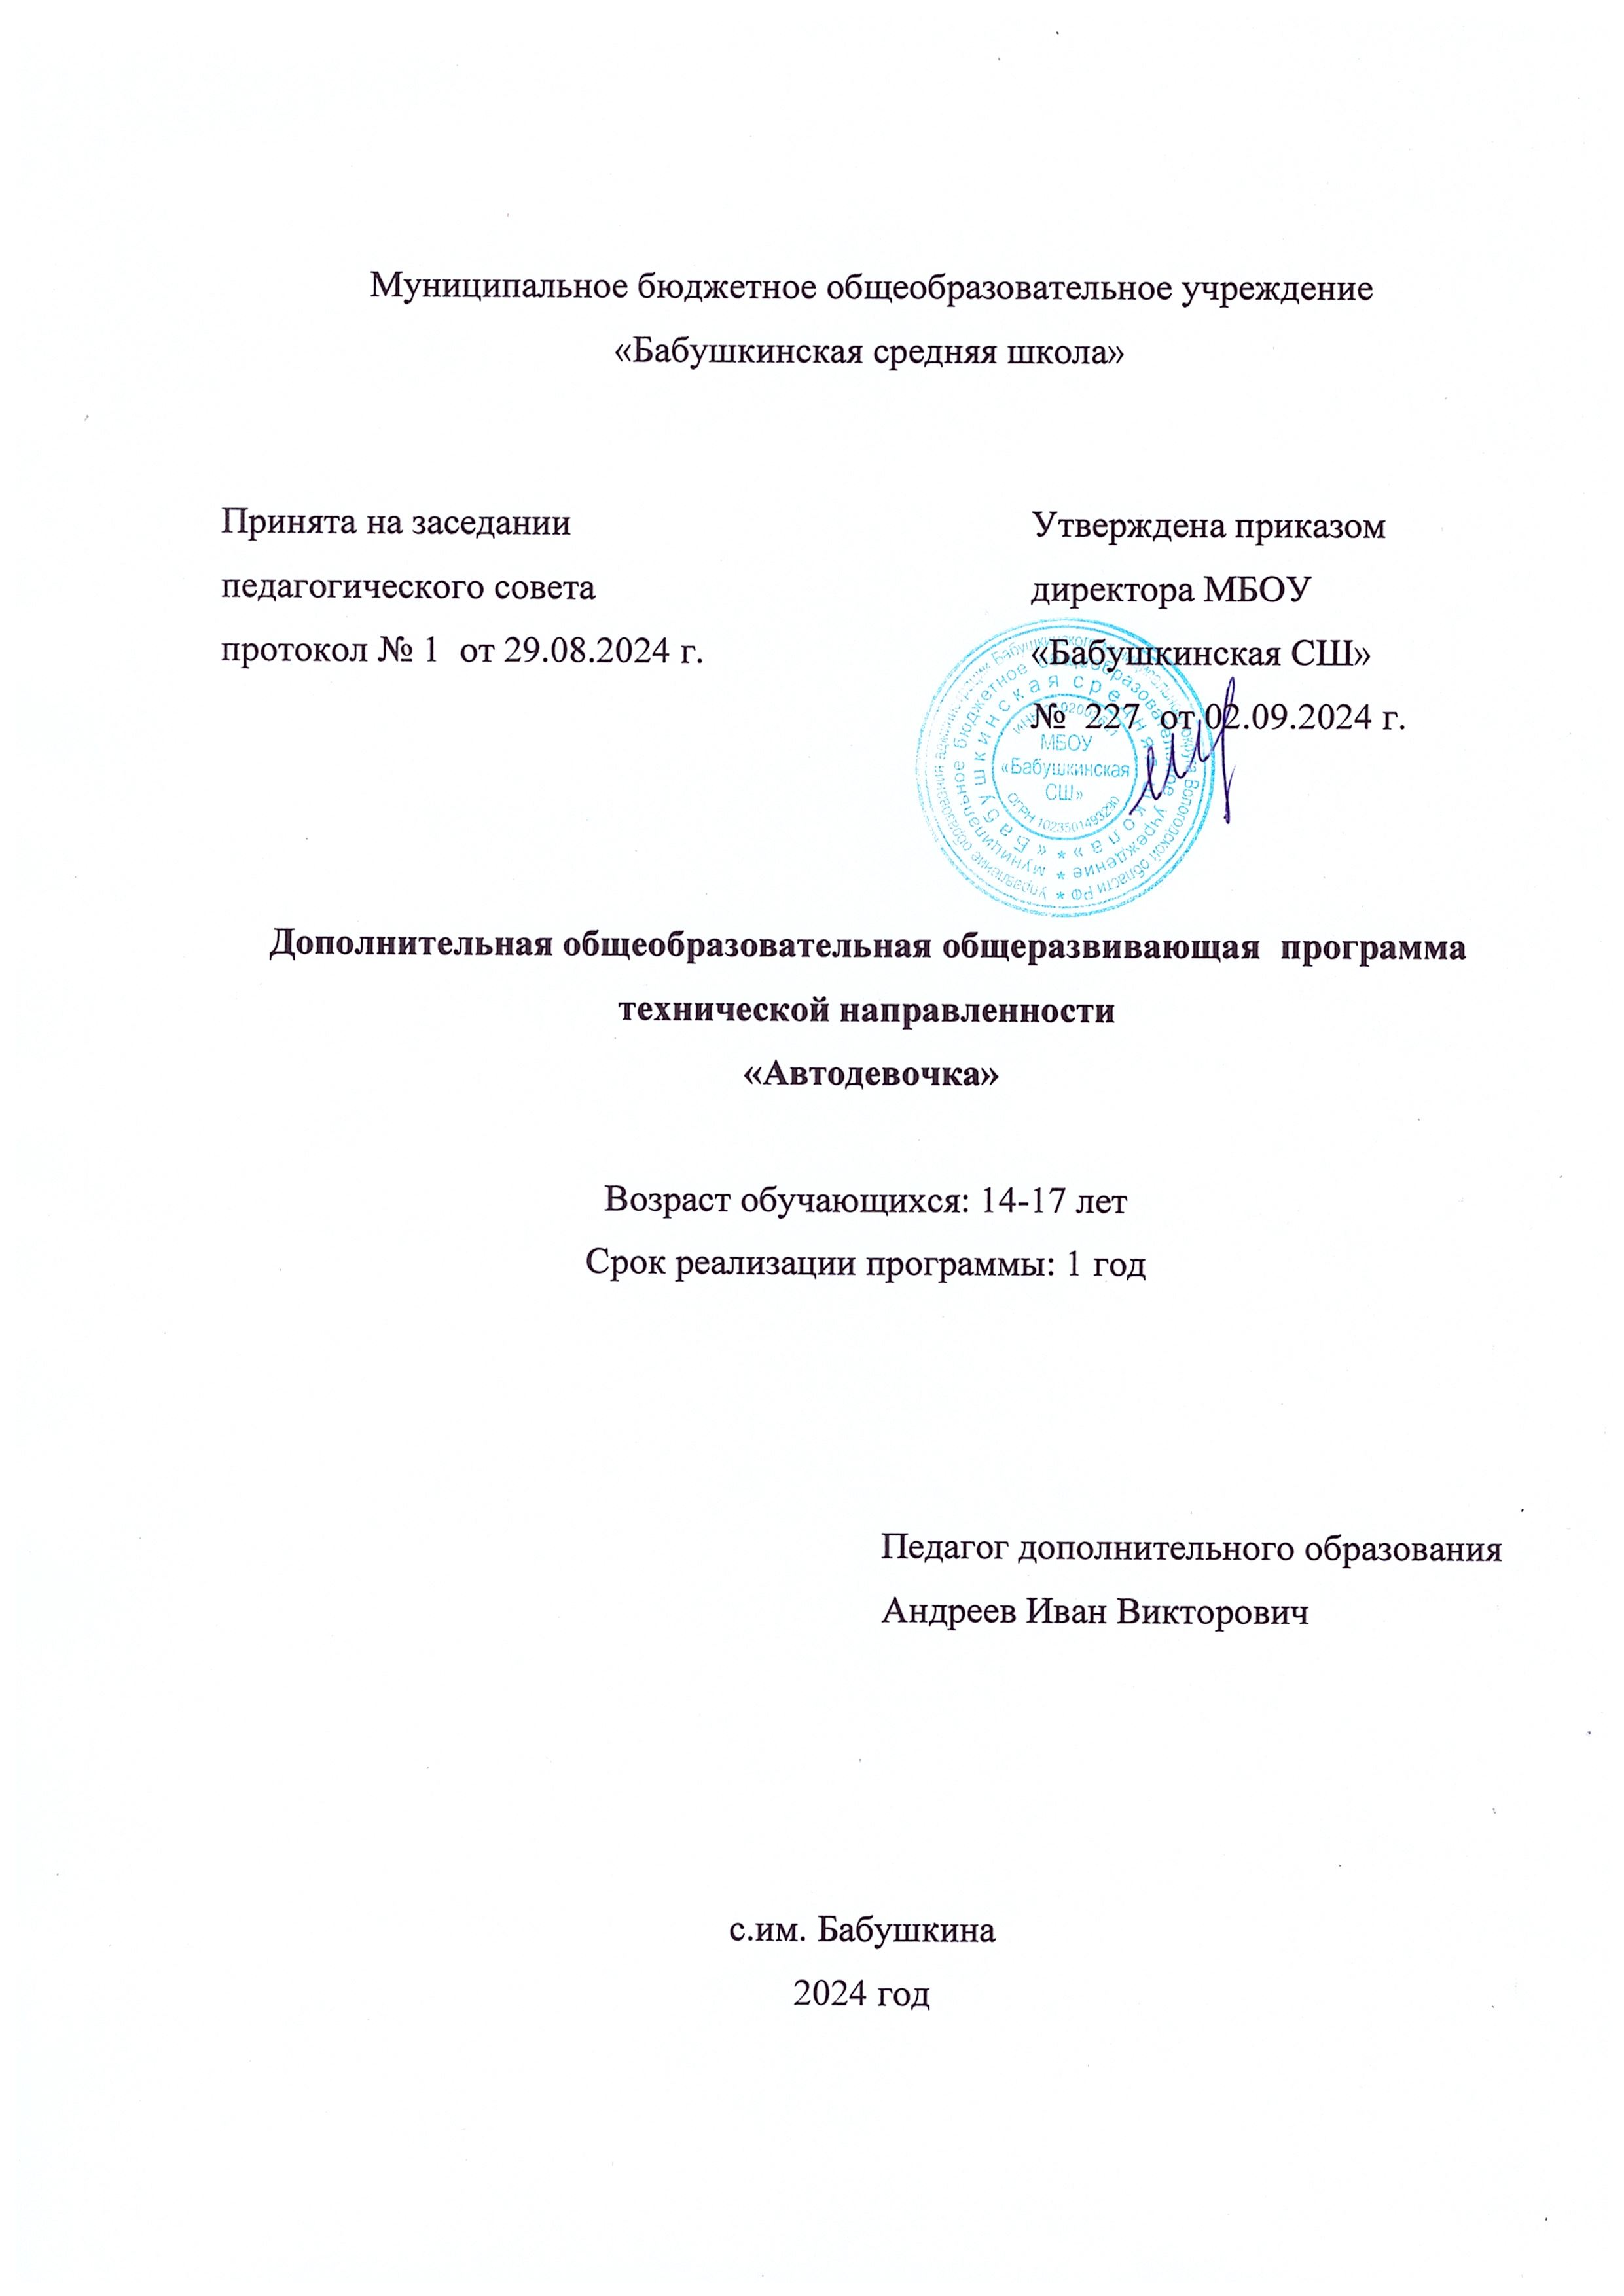 Муниципальное бюджетное общеобразовательное учреждение
«Бабушкинская средняя школа»
Принята на заседании
педагогического совета
протокол № 1 от 29.08.2024 г.
Утверждена приказом
директора МБОУ
«Бабушкинская СШ»
№ 227 от 02.09.2024 г.
МБОУ
«Бабушкинская
СШ»
ОГРН 1023501493290
Дополнительная общеобразовательная общеразвивающая программа
технической направленности
«Автодевочка»
Возраст обучающихся: 14-17 лет
Срок реализации программы: 1 год
Педагог дополнительного образования
Андреев Иван Викторович
с.им. Бабушкина
2024 год